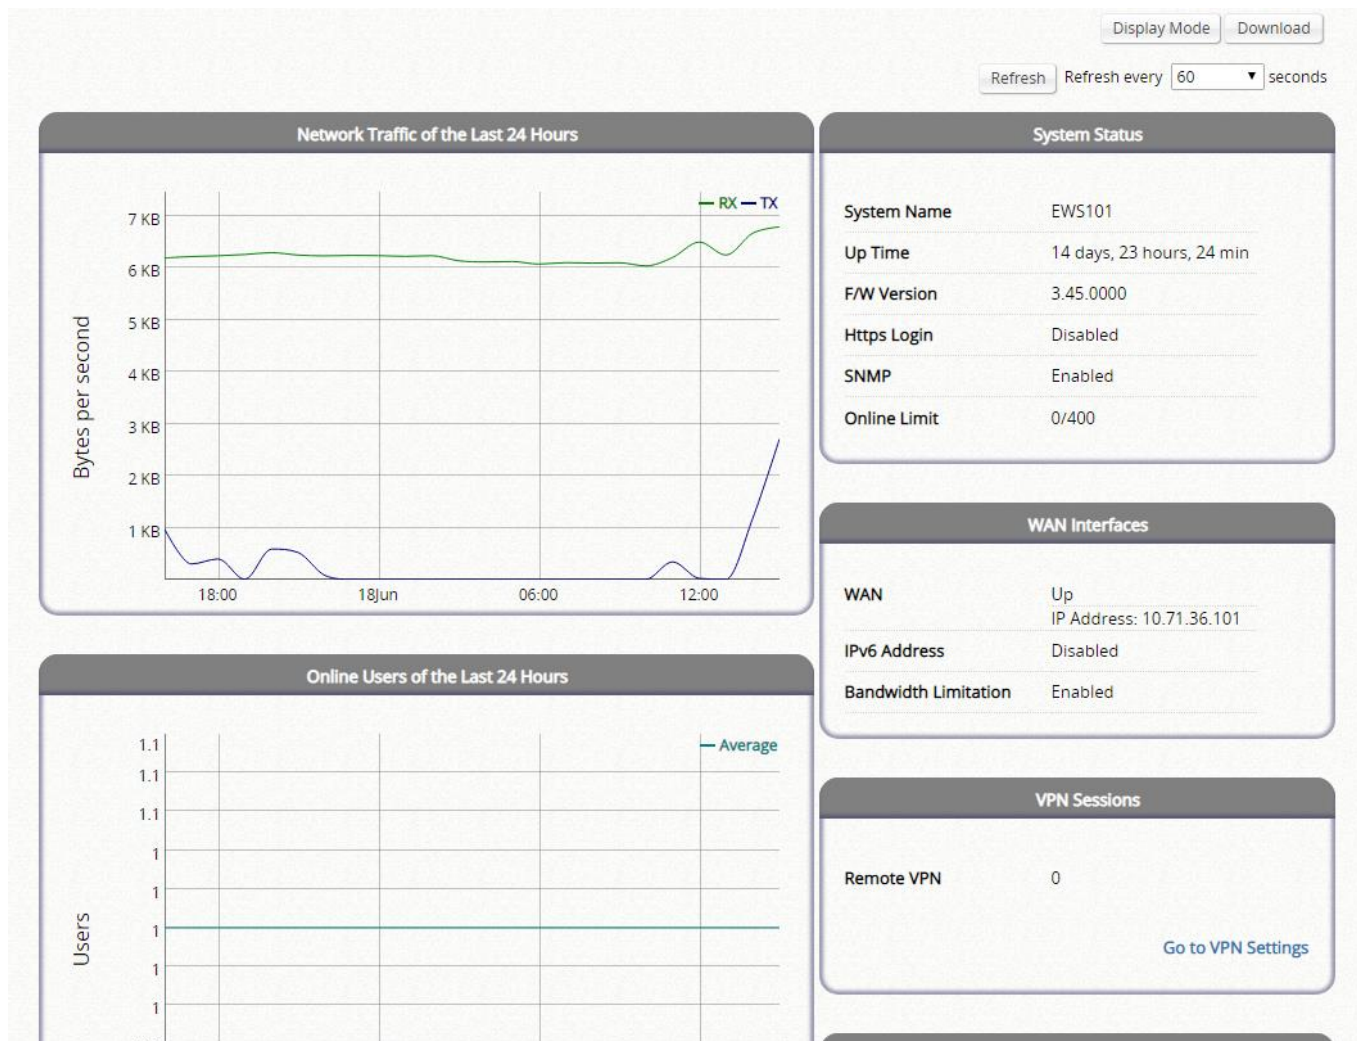 Display Mode Download
Refresh Refresh every 60 seconds
Network Traffic of the Last 24 Hours
RX TX
7 KB
6 KB
5 KB
4 KB
3 KB
2 KB
1 KB
Bytes per second
18:00 18Jun 06:00 12:00
Online Users of the Last 24 Hours
Average
1.1
1.1
1.1
1
1
1
1
1
Users
System Status
System Name EWS101
Up Time 14 days, 23 hours, 24 min
F/W Version 3.45.0000
Https Login Disabled
SNMP Enabled
Online Limit 0/400
WAN Interfaces
WAN Up
IP Address: 10.71.36.101
IPv6 Address Disabled
Bandwidth Limitation Enabled
VPN Sessions
Remote VPN 0
Go to VPN Settings